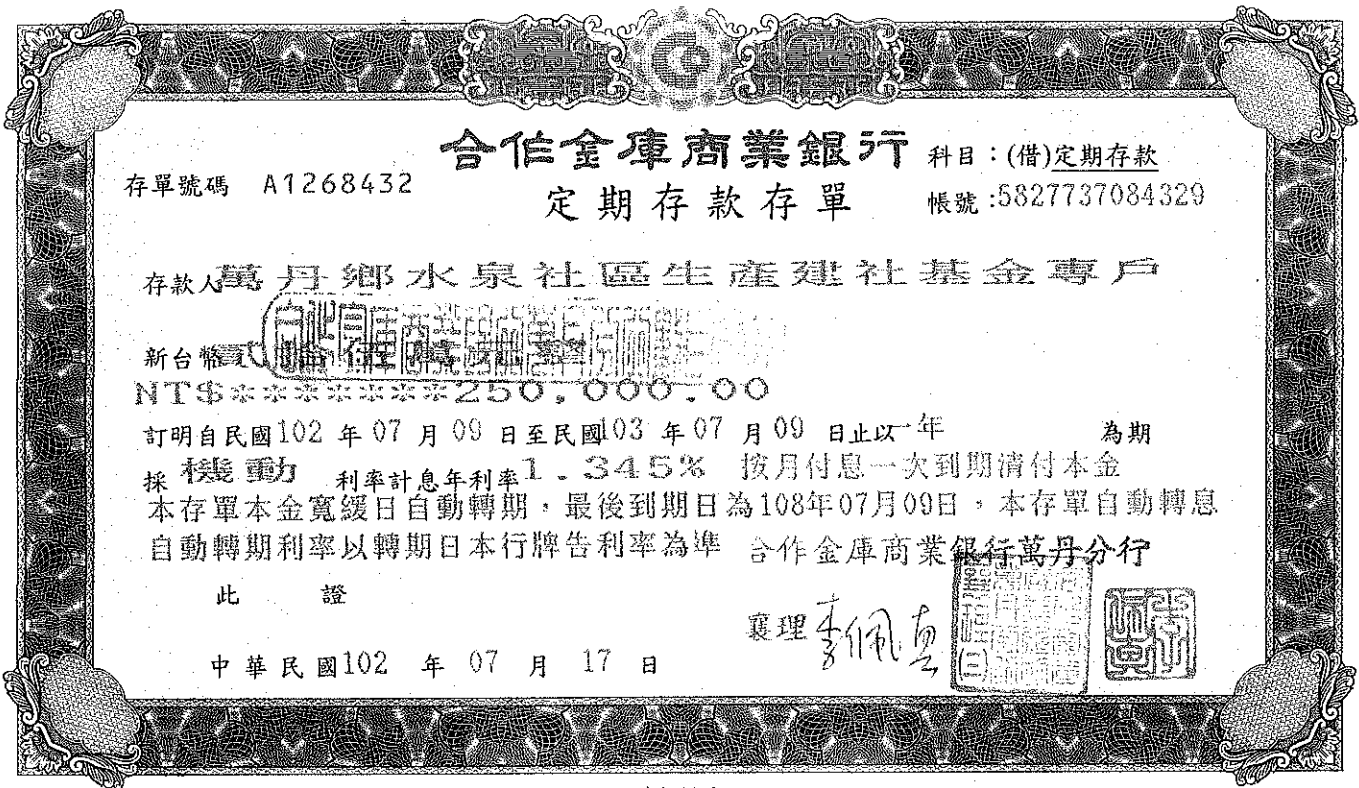 合作金庫商業銀行
科目：(借)定期存款
存單號碼 A1268432
定期存款存單
帳號:5827737084329
存款人萬丹鄉水泉社區生產建社基金專戶
新台幣貳拾伍萬元整
NT$********250,000.00
訂明自民國102 年 07 月 09 日至民國103 年 07 月 09 日止以一年 為期
採 機動 利率計息年利率 1.345% 按月付息一次到期清付本金
本存單本金寬緩日自動轉期，最後到期日為108年07月09日，本存單自動轉息
自動轉期利率以轉期日本行牌告利率為準 合作金庫商業銀行萬丹分行
此 證
襄理 李佩真
中華民國102 年 07 月 17 日